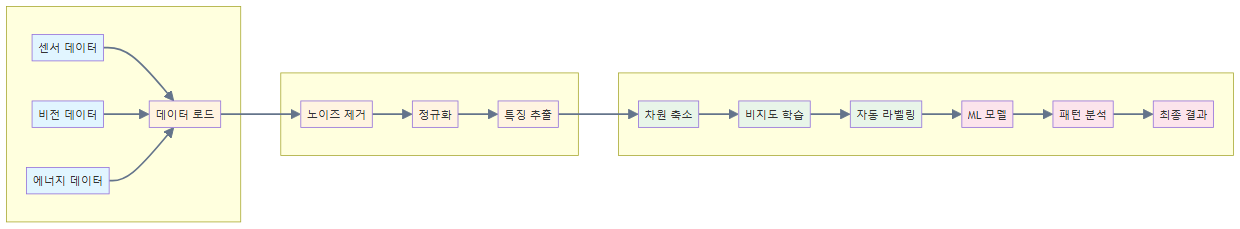 센서 데이터
비전 데이터
에너지 데이터
데이터 로드
노이즈 제거
정규화
특징 추출
차원 축소
비지도 학습
자동 라벨링
ML 모델
패턴 분석
최종 결과